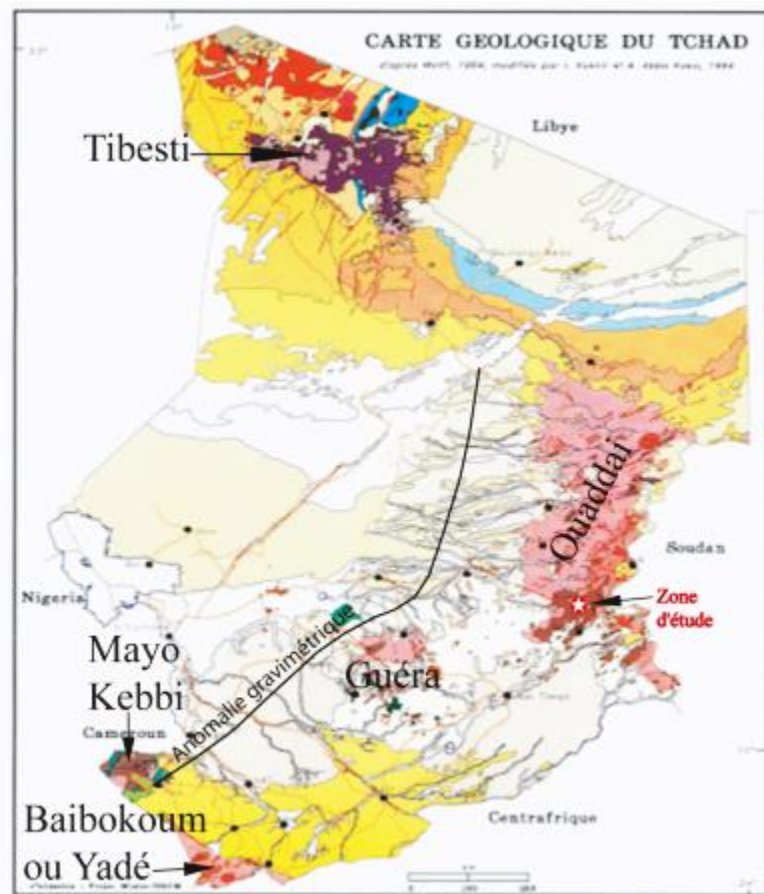 CARTE GEOLOGIQUE DU TCHAD
Libye
Tibesti
Ouaddai
Soudan
Nigeria
Zone
d'étude
Anomalie gravimétrique
Mayo
Kebbi
Guéra
Cameroun
Baibokoum
ou Yadé
Centrafrique